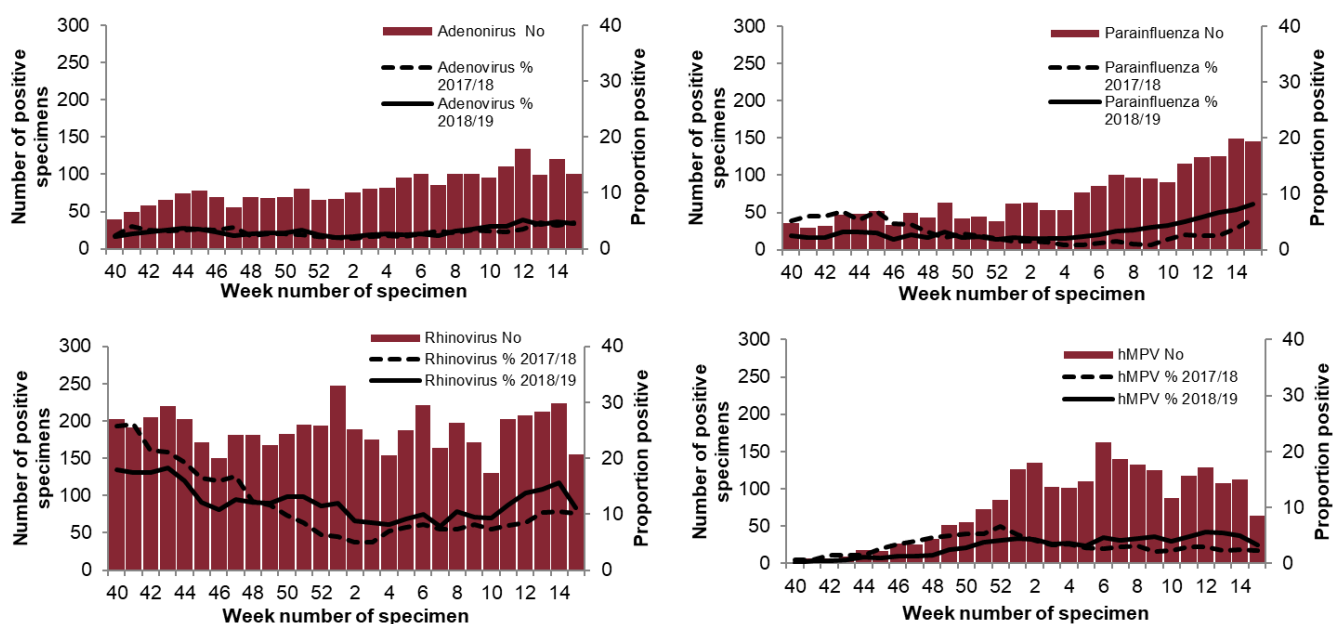 Number of positive
specimens
300
250
200
150
100
50
0
Adenonirus No
Adenovirus %
2017/18
Adenovirus %
2018/19
40
30
20
10
0
Proportion positive
40 42 44 46 48 50 52 2 4 6 8 10 12 14
Week number of specimen
Number of positive
specimens
300
250
200
150
100
50
0
Parainfluenza No
Parainfluenza %
2017/18
Parainfluenza %
2018/19
40
30
20
10
0
Proportion positive
40 42 44 46 48 50 52 2 4 6 8 10 12 14
Week number of specimen
Number of positive
specimens
300
250
200
150
100
50
0
Rhinovirus No
Rhinovirus % 2017/18
Rhinovirus % 2018/19
40
30
20
10
0
Proportion positive
40 42 44 46 48 50 52 2 4 6 8 10 12 14
Week number of specimen
Number of positive
specimens
300
250
200
150
100
50
0
hMPV No
hMPV % 2017/18
hMPV % 2018/19
40
30
20
10
0
Proportion positive
40 42 44 46 48 50 52 2 4 6 8 10 12 14
Week number of specimen